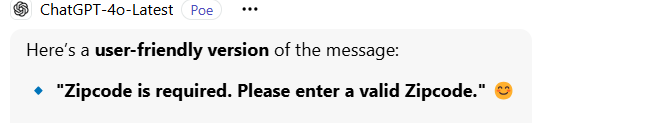 ChatGPT-4o-Latest Poe ...
Here's a user-friendly version of the message:
🔹 "Zipcode is required. Please enter a valid Zipcode." 😊